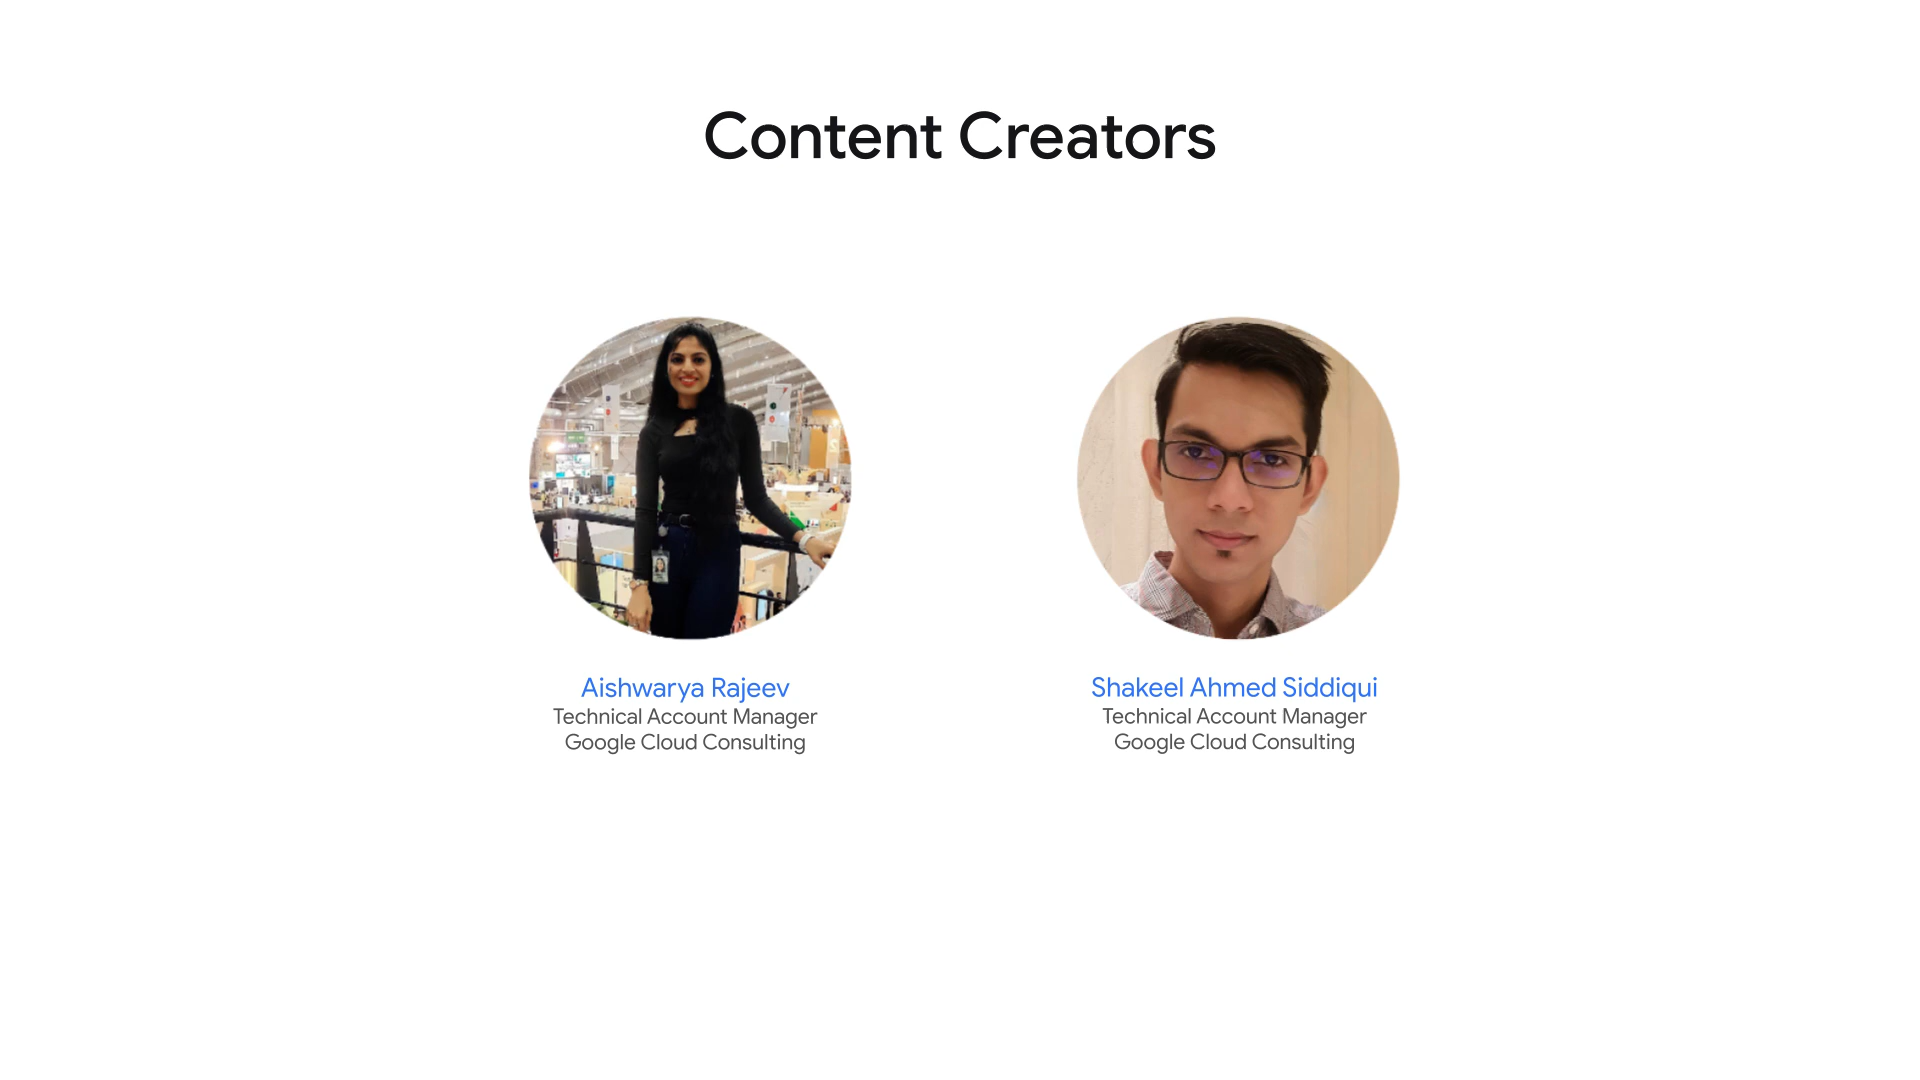 Content Creators
Aishwarya Rajeev
Technical Account Manager
Google Cloud Consulting
Shakeel Ahmed Siddiqui
Technical Account Manager
Google Cloud Consulting